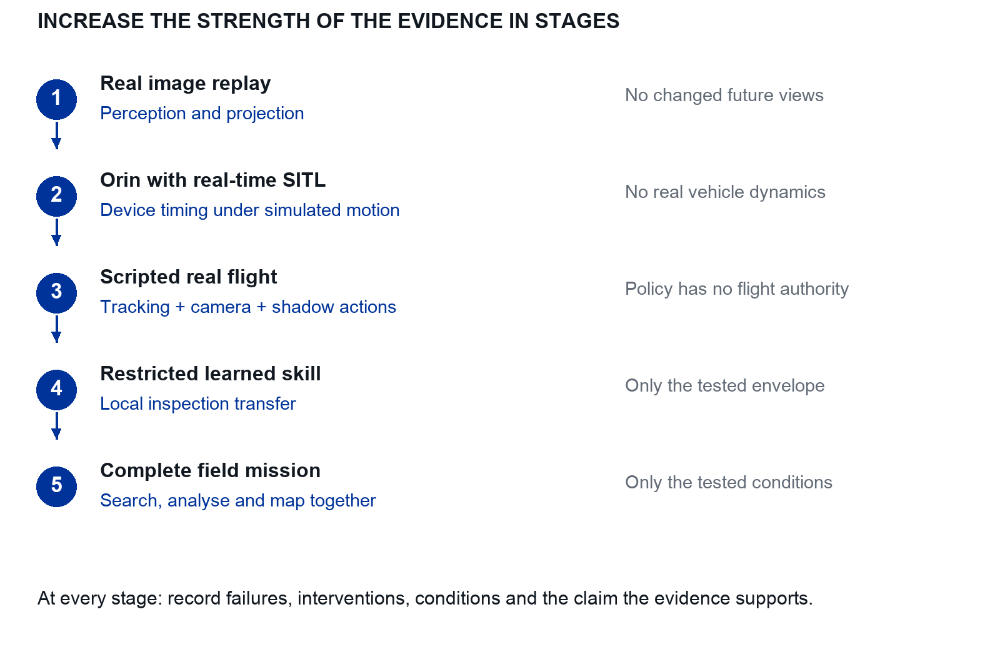 INCREASE THE STRENGTH OF THE EVIDENCE IN STAGES
1
Real image replay
Perception and projection
No changed future views
2
Orin with real-time SITL
Device timing under simulated motion
No real vehicle dynamics
3
Scripted real flight
Tracking + camera + shadow actions
Policy has no flight authority
4
Restricted learned skill
Local inspection transfer
Only the tested envelope
5
Complete field mission
Search, analyse and map together
Only the tested conditions
At every stage: record failures, interventions, conditions and the claim the evidence supports.